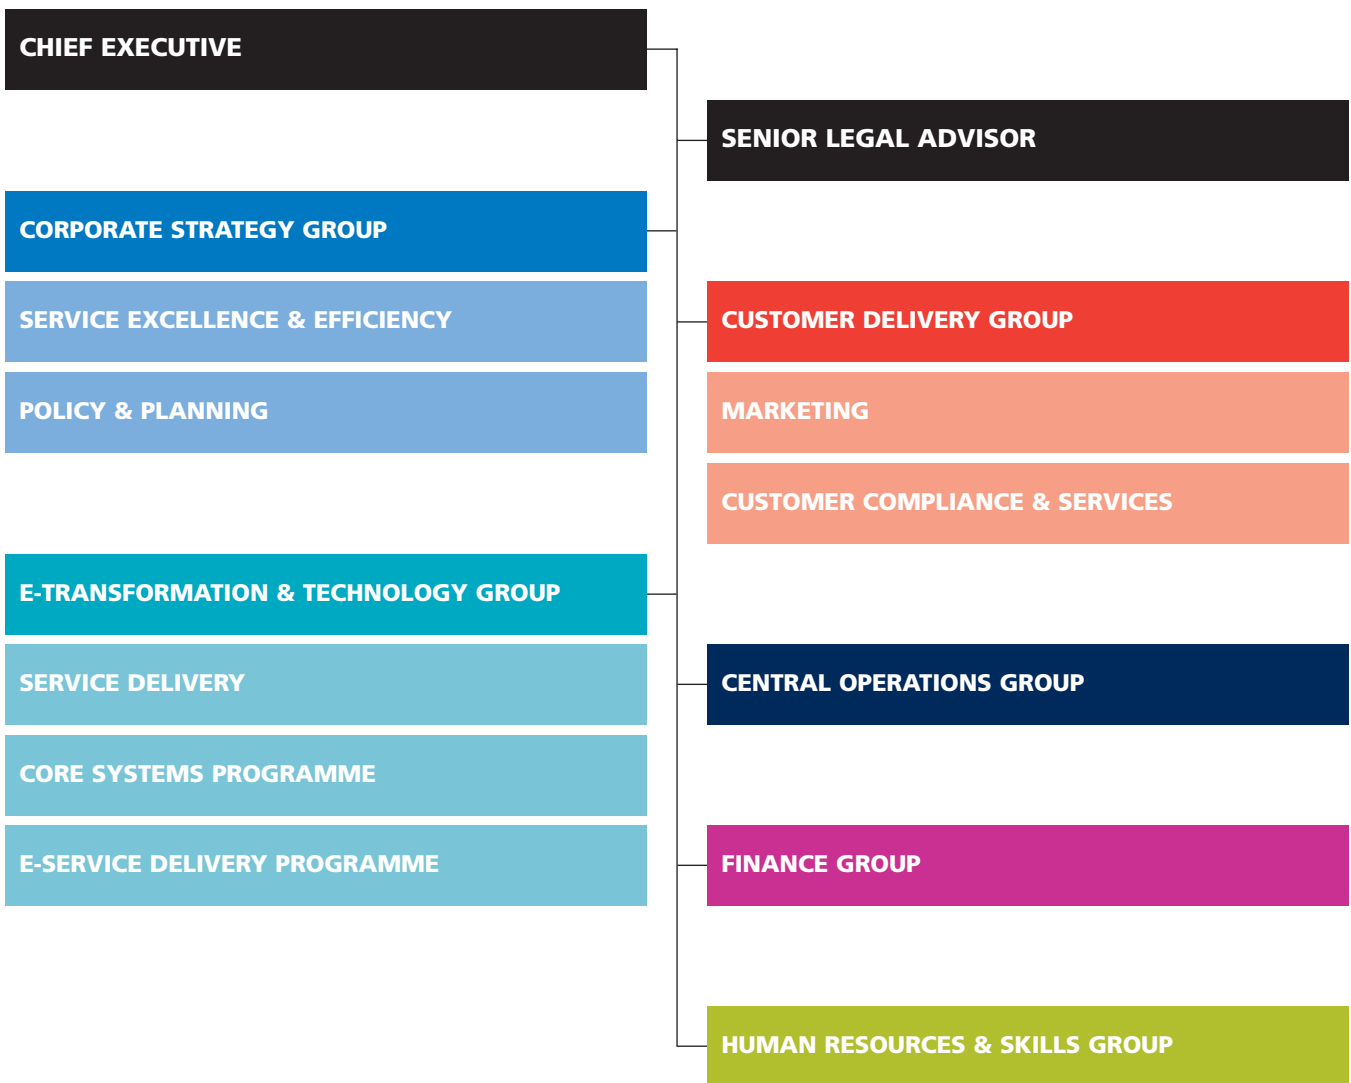 CHIEF EXECUTIVE
SENIOR LEGAL ADVISOR
CORPORATE STRATEGY GROUP
SERVICE EXCELLENCE & EFFICIENCY
POLICY & PLANNING
CUSTOMER DELIVERY GROUP
MARKETING
CUSTOMER COMPLIANCE & SERVICES
E-TRANSFORMATION & TECHNOLOGY GROUP
SERVICE DELIVERY
CORE SYSTEMS PROGRAMME
E-SERVICE DELIVERY PROGRAMME
CENTRAL OPERATIONS GROUP
FINANCE GROUP
HUMAN RESOURCES & SKILLS GROUP